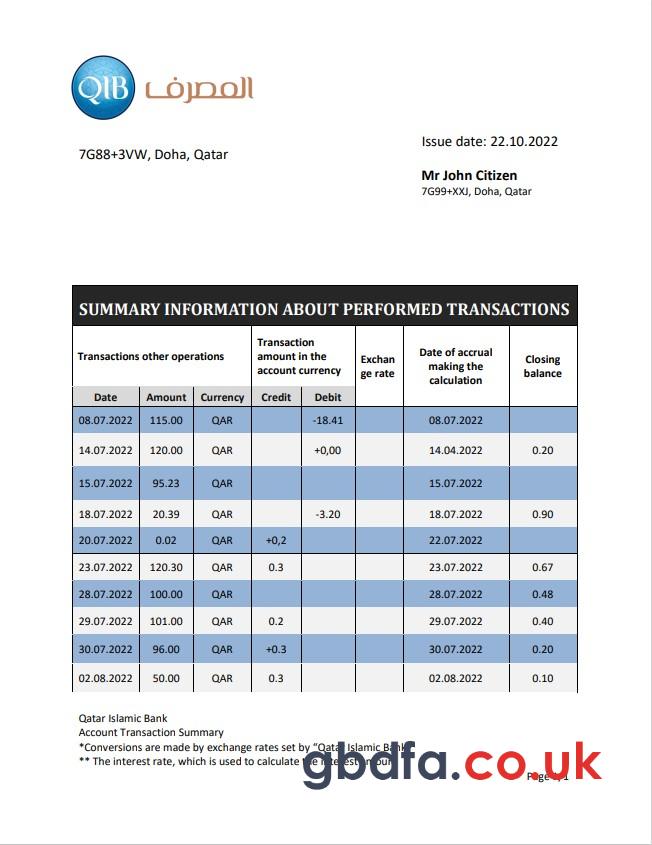 QIB المصرف
Issue date: 22.10.2022
7G88+3VW, Doha, Qatar
Mr John Citizen
7G99+XXJ, Doha, Qatar
SUMMARY INFORMATION ABOUT PERFORMED TRANSACTIONS
Transactions other operations
Transaction
amount in the
account currency
Exchan
ge rate
Date of accrual
making the
calculation
Closing
balance
Date Amount Currency Credit Debit
08.07.2022 115.00 QAR -18.41 08.07.2022
14.07.2022 120.00 QAR +0,00 14.04.2022 0.20
15.07.2022 95.23 QAR 15.07.2022
18.07.2022 20.39 QAR -3.20 18.07.2022 0.90
20.07.2022 0.02 QAR +0,2 22.07.2022
23.07.2022 120.30 QAR 0.3 23.07.2022 0.67
28.07.2022 100.00 QAR 28.07.2022 0.48
29.07.2022 101.00 QAR 0.2 29.07.2022 0.40
30.07.2022 96.00 QAR +0.3 30.07.2022 0.20
02.08.2022 50.00 QAR 0.3 02.08.2022 0.10
Qatar Islamic Bank
Account Transaction Summary
*Conversions are made by exchange rates set by “Qatar Islamic Bank”
** The interest rate, which is used to calculate the interest amount
gbdfa.co.uk
Page 1